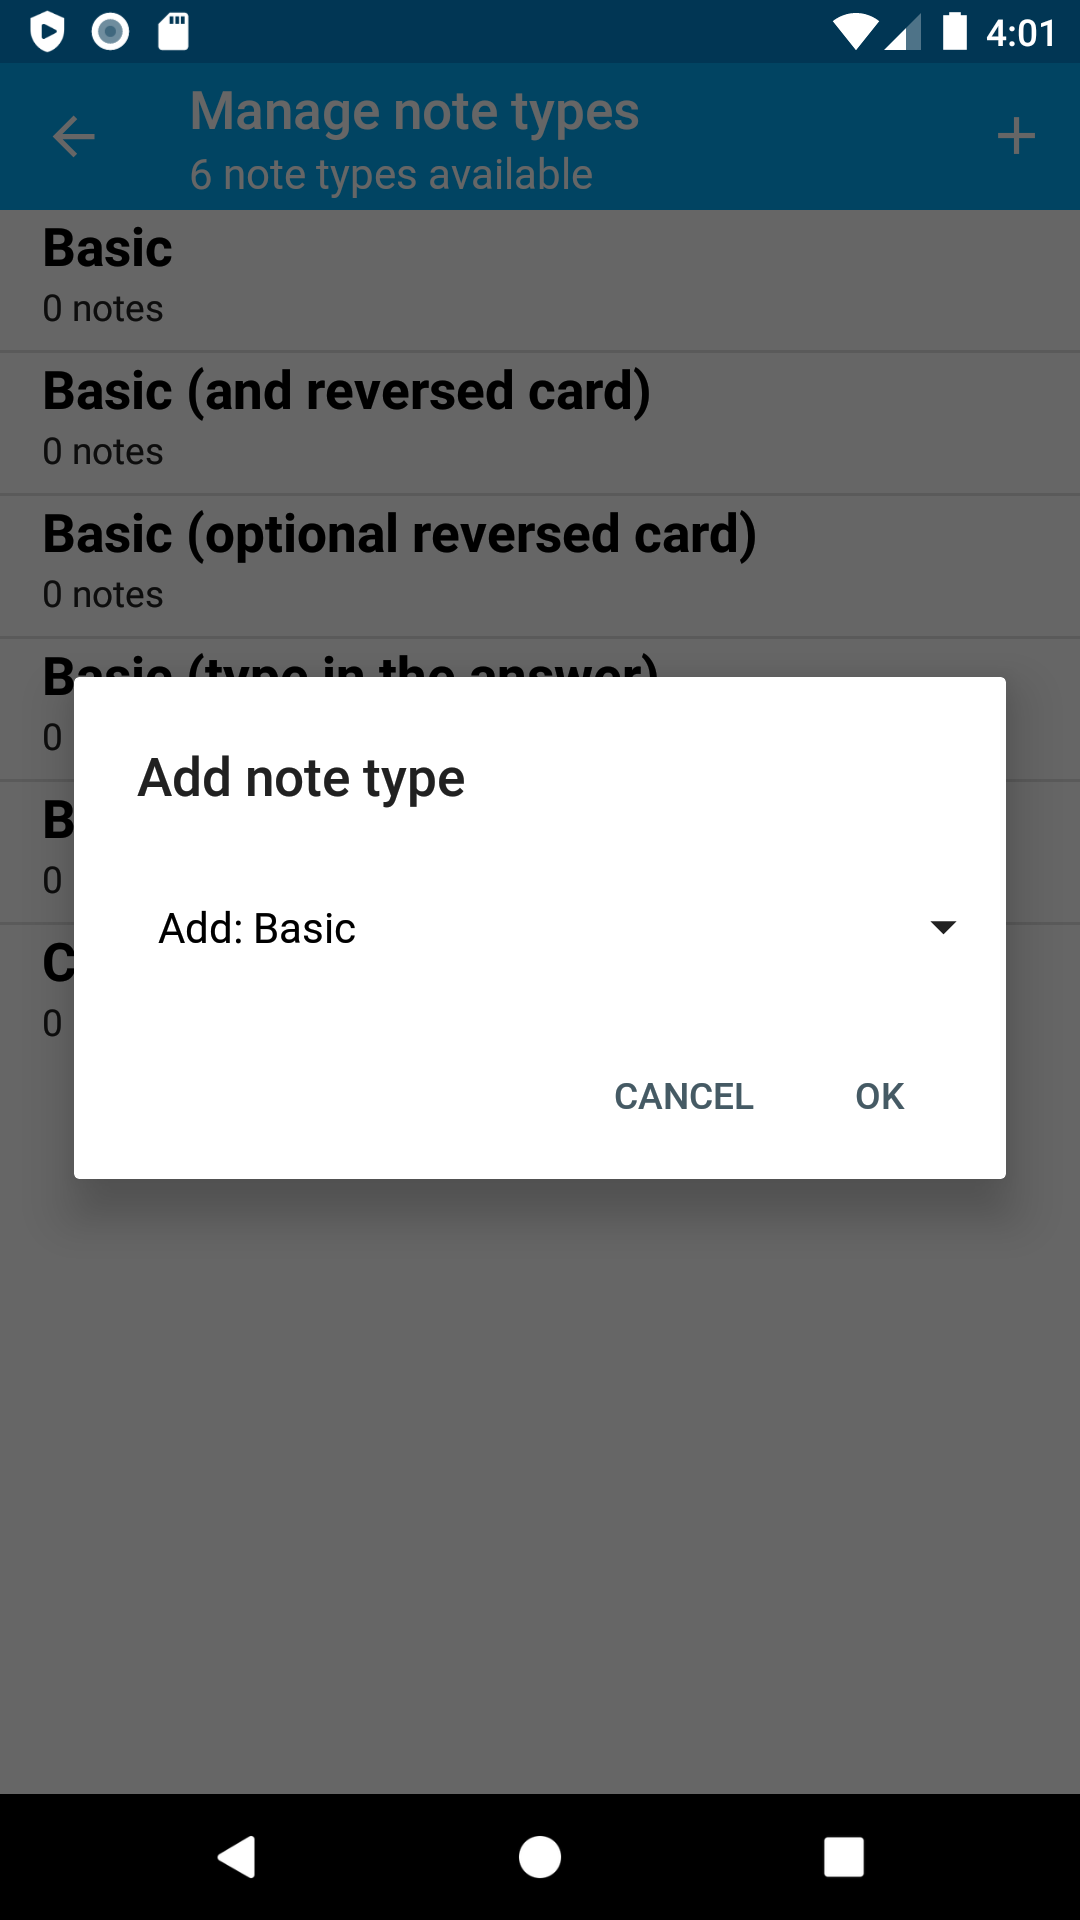 4:01
Manage note types
6 note types available
Basic
0 notes
Basic (and reversed card)
0 notes
Basic (optional reversed card)
0 notes
Basic (type in the answer)
0
B
0
C
0
Add note type
Add: Basic
CANCEL
OK